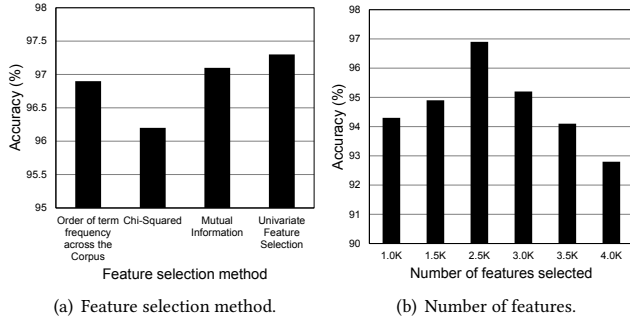 98
97.5
97
96.5
96
95.5
95
Accuracy (%)
Order of term
frequency
across the
Corpus
Chi-Squared
Mutual
Information
Univariate
Feature
Selection
Feature selection method
(a) Feature selection method.
98
97
96
95
94
93
92
91
90
Accuracy (%)
1.0K 1.5K 2.5K 3.0K 3.5K 4.0K
Number of features selected
(b) Number of features.